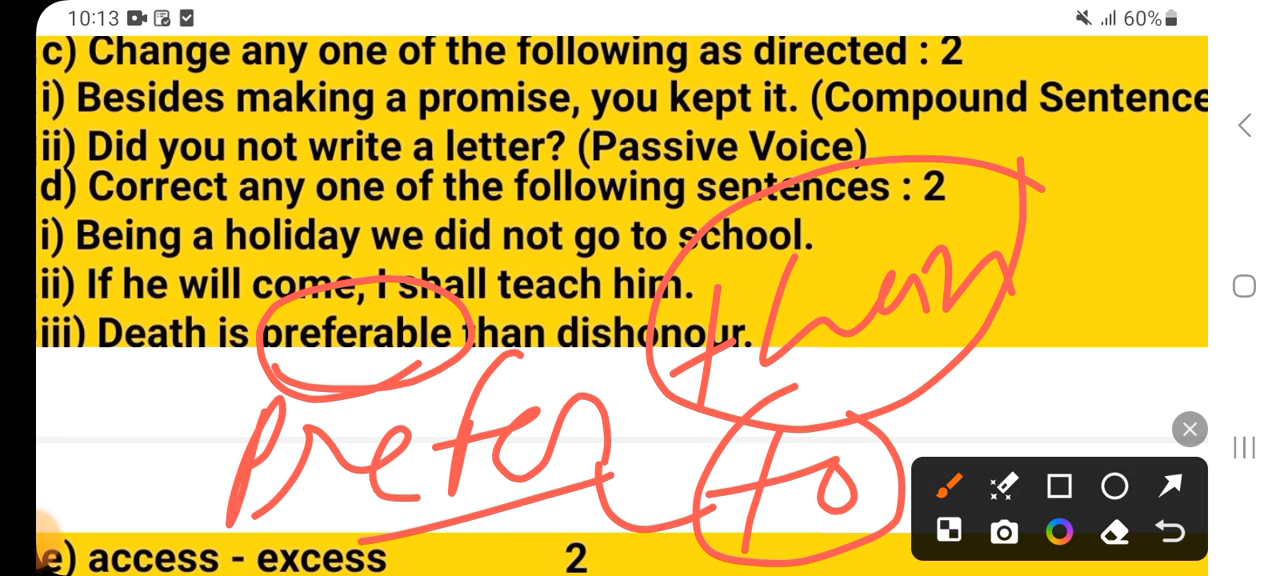 10:13 60%
c) Change any one of the following as directed : 2
i) Besides making a promise, you kept it. (Compound Sentence
ii) Did you not write a letter? (Passive Voice)
d) Correct any one of the following sentences : 2
i) Being a holiday we did not go to school.
ii) If he will come, I shall teach him.
iii) Death is preferable than dishonour.
than
prefer to
e) access - excess 2